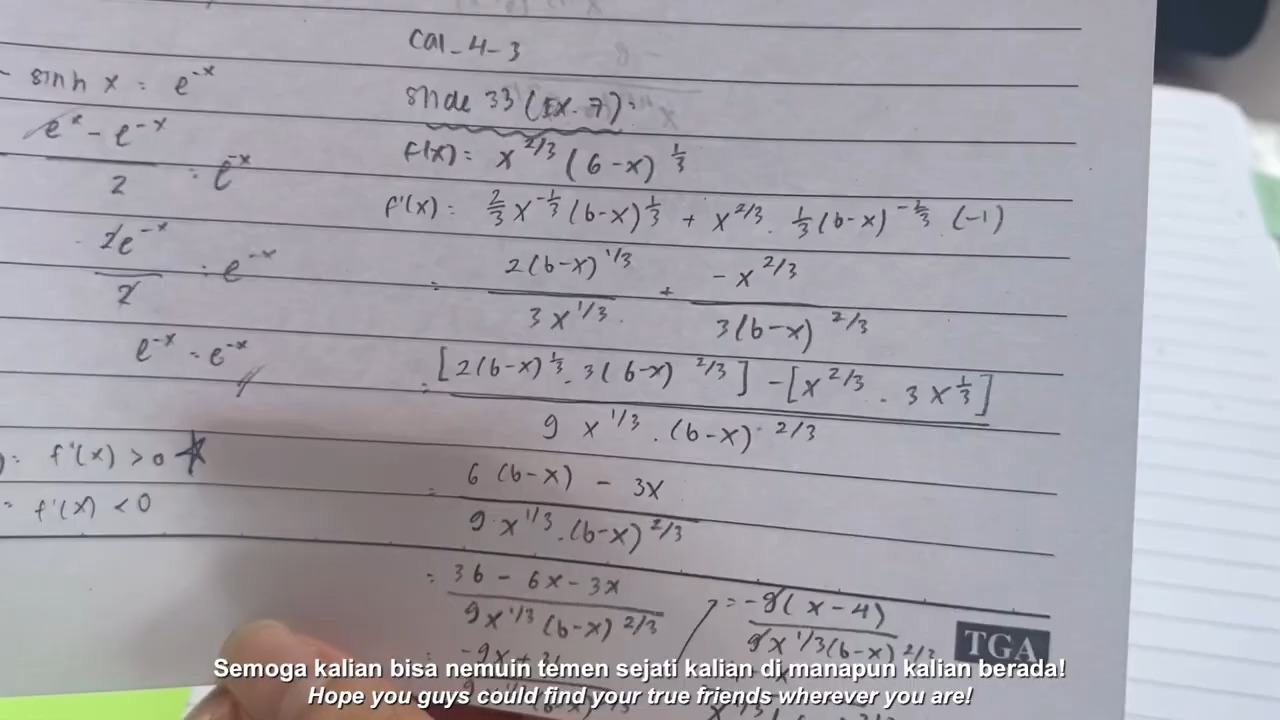 - sinh x = e^-x
e^x - e^-x / 2 = e^-x
2e^-x / 2 = e^-x
e^-x = e^-x
f'(x) > 0
= f'(x) < 0
Cal_4-3
Slide 33 (Ex. 7):
f(x) = x^2/3 (6-x)^1/3
f'(x) = 2/3 x^-1/3 (6-x)^1/3 + x^2/3 . 1/3 (6-x)^-2/3 . (-1)
= 2(6-x)^1/3 / 3x^1/3 + -x^2/3 / 3(6-x)^2/3
= [2(6-x)^1/3 . 3(6-x)^2/3] - [x^2/3 . 3x^1/3] / 9 x^1/3 . (6-x)^2/3
= 6(6-x) - 3x / 9 x^1/3 . (6-x)^2/3
= 36 - 6x - 3x / 9x^1/3 (6-x)^2/3
= -9(x-4) / 9x^1/3 (6-x)^2/3
TGA
Semoga kalian bisa nemuin temen sejati kalian di manapun kalian berada!
Hope you guys could find your true friends wherever you are!